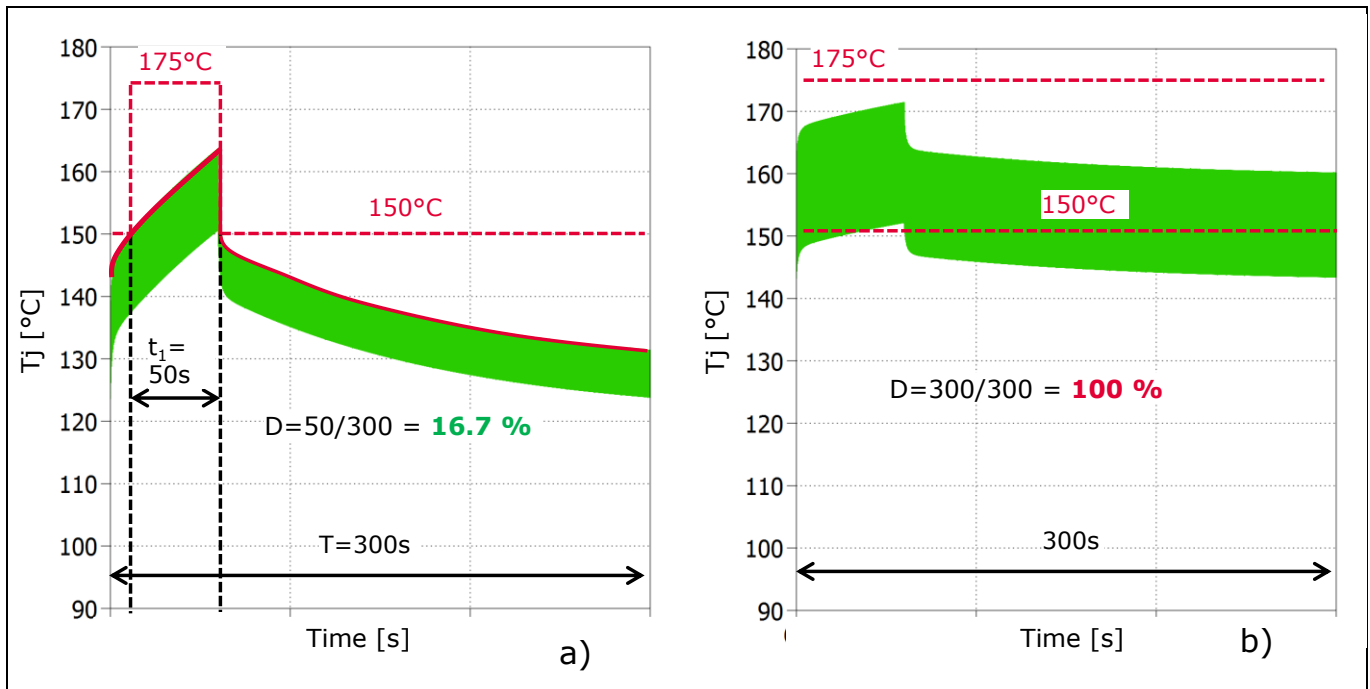 180
170
160
150
140
130
120
110
100
90
Tj [°C]
175°C
150°C
t1=
50s
D=50/300 = 16.7 %
T=300s
Time [s]
a)
180
170
160
150
140
130
120
110
100
90
Tj [°C]
175°C
150°C
D=300/300 = 100 %
300s
Time [s]
b)